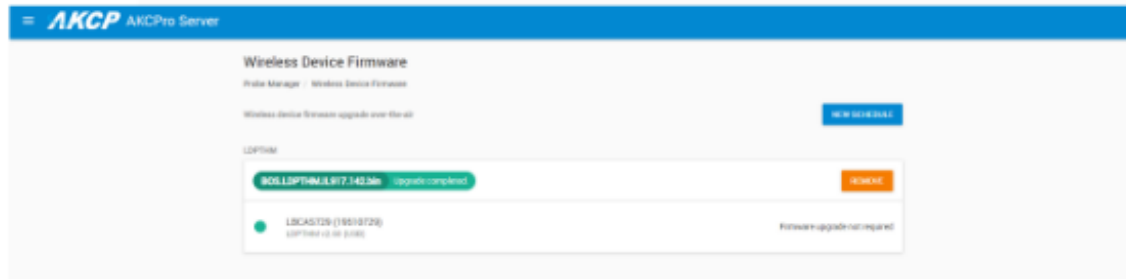 AKCP AKCPro Server
Wireless Device Firmware
Probe Manager / Wireless Device Firmware
Wireless device firmware upgrade over-the-air
NEW SCHEDULE
LDPTHM
Upgrade completed
REMOVE
Firmware upgrade not required